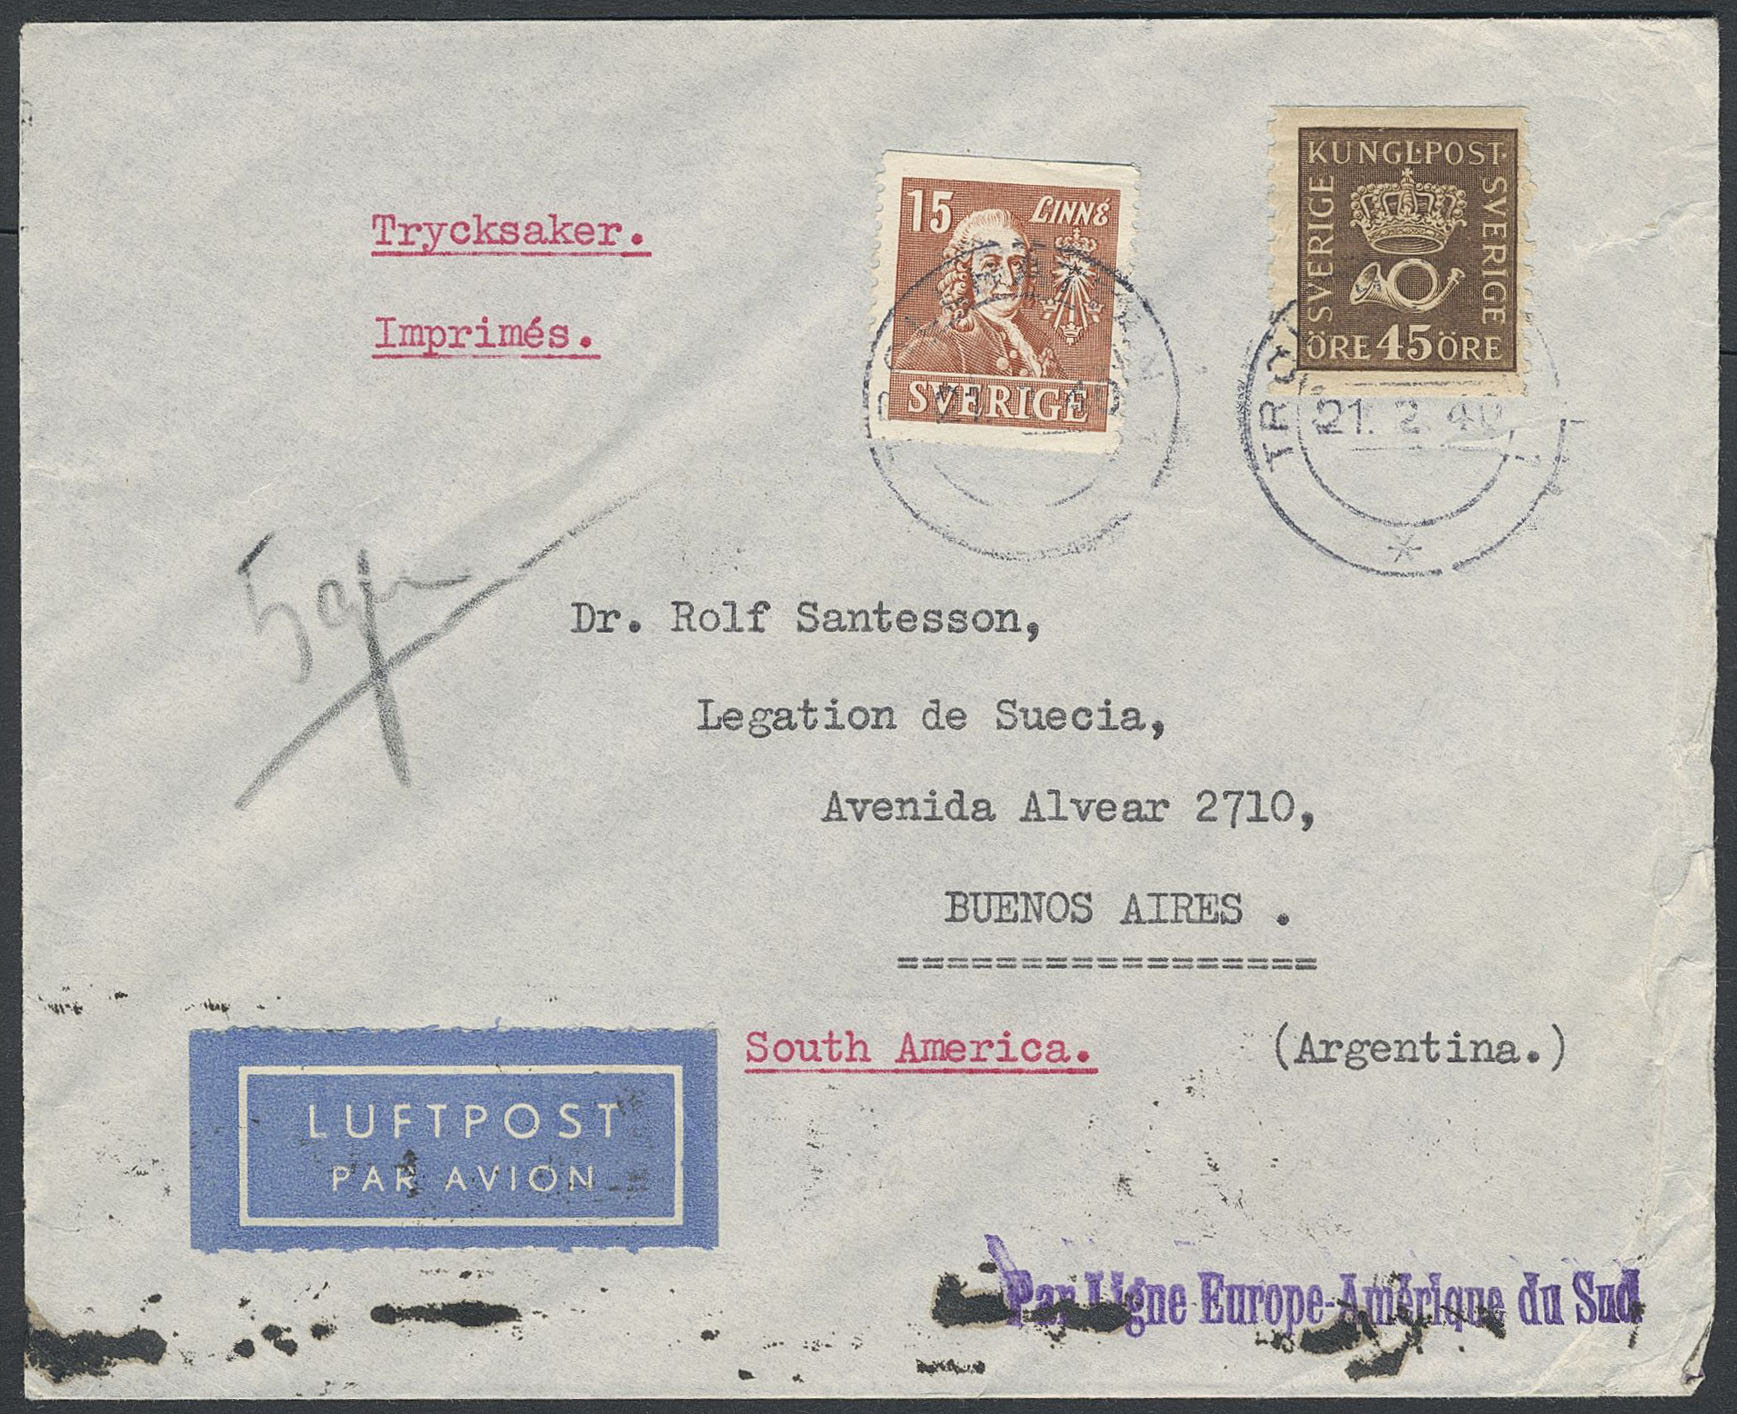 Trycksaker.
Imprimés.
15 LINNÉ
SVERIGE
KUNGL·POST·
SVERIGE
SVERIGE
ÖRE 45 ÖRE
21. 2. 40
5 gr
Dr. Rolf Santesson,
Legation de Suecia,
Avenida Alvear 2710,
BUENOS AIRES .
==================
South America. (Argentina.)
LUFTPOST
PAR AVION
Par Ligne Europe-Amérique du Sud